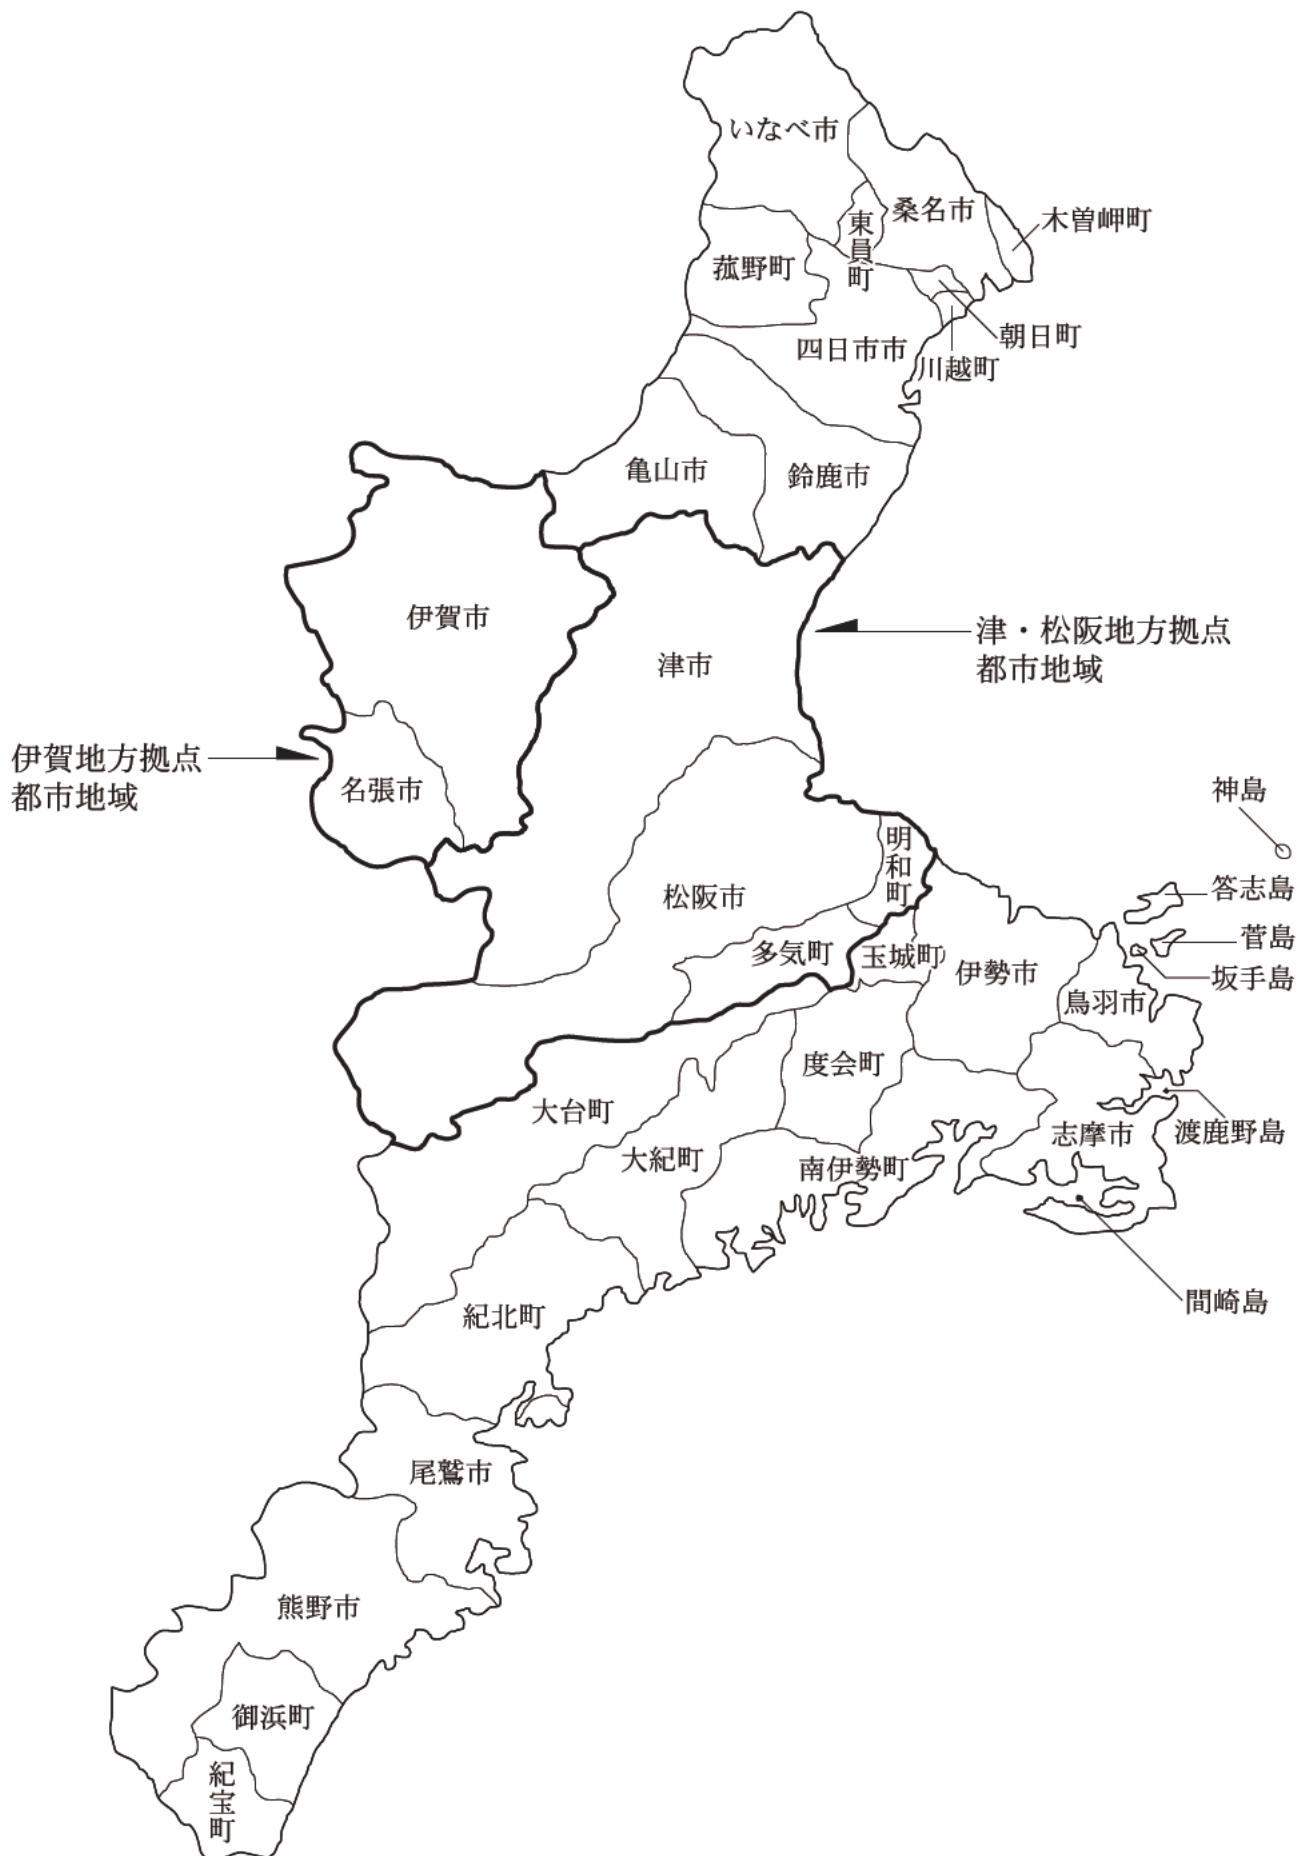 いなべ市
桑名市
木曽岬町
東員町
菰野町
朝日町
四日市市
川越町
亀山市
鈴鹿市
伊賀市
津・松阪地方拠点
都市地域
津市
伊賀地方拠点
都市地域
名張市
神島
明和町
答志島
松阪市
菅島
多気町
玉城町
伊勢市
坂手島
鳥羽市
度会町
大台町
志摩市
渡鹿野島
大紀町
南伊勢町
間崎島
紀北町
尾鷲市
熊野市
御浜町
紀宝町